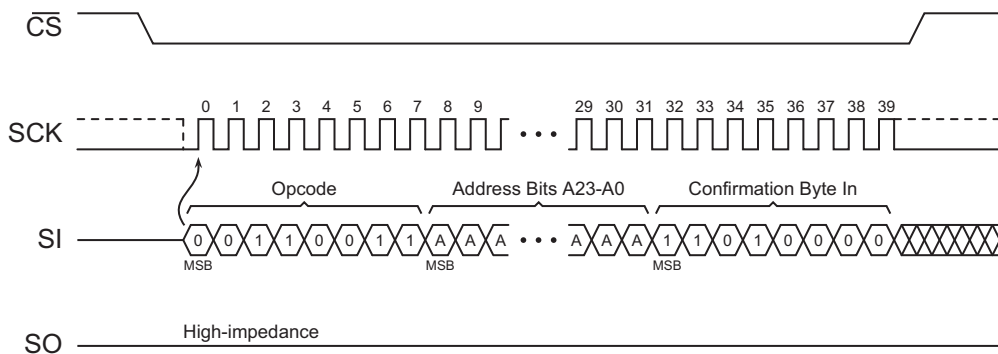 CS
SCK
0 1 2 3 4 5 6 7 8 9 29 30 31 32 33 34 35 36 37 38 39
Opcode Address Bits A23-A0 Confirmation Byte In
SI
0 0 1 1 0 0 1 1 A A A A A A 1 1 0 1 0 0 0 0
MSB MSB MSB
SO
High-impedance